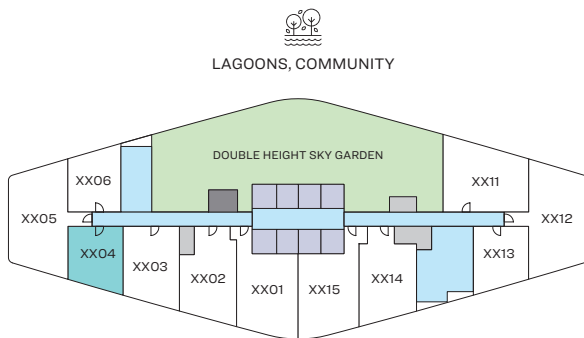 LAGOONS, COMMUNITY
DOUBLE HEIGHT SKY GARDEN
XX06
XX11
XX05
XX12
XX04
XX03
XX02
XX01
XX15
XX14
XX13